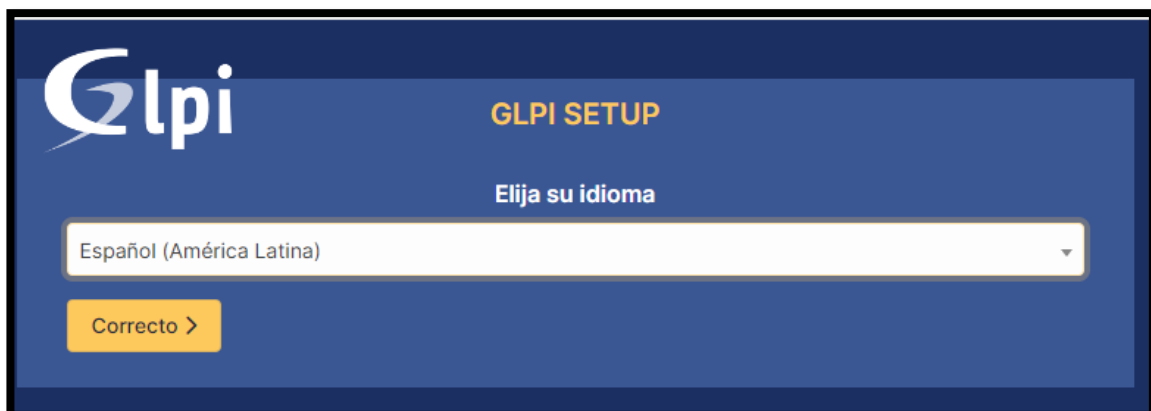 Glpi
GLPI SETUP
Elija su idioma
Español (América Latina)
Correcto >